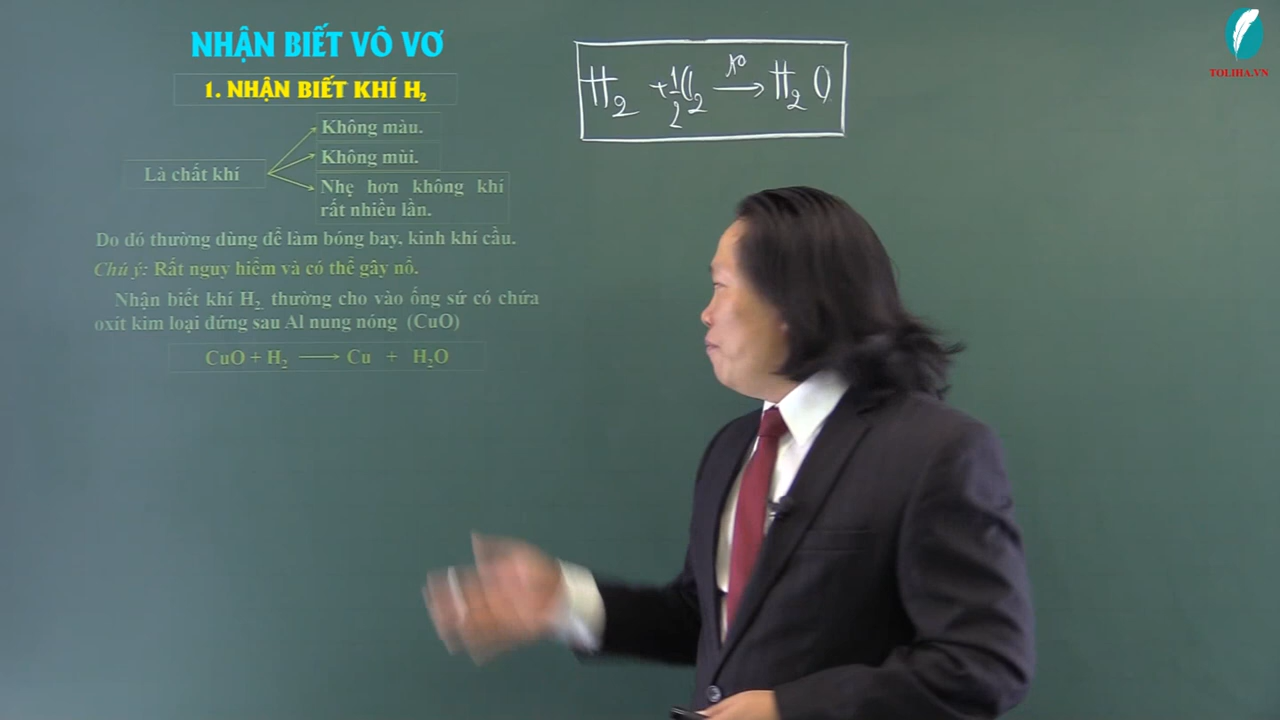 NHẬN BIẾT VÔ VƠ
1. NHẬN BIẾT KHÍ H₂
Là chất khí
Không màu.
Không mùi.
Nhẹ hơn không khí
rất nhiều lần.
Do đó thường dùng để làm bóng bay, kinh khí cầu.
Chú ý: Rất nguy hiểm và có thể gây nổ.
Nhận biết khí H₂ thường cho vào ống sứ có chứa
oxit kim loại đứng sau Al nung nóng (CuO)
CuO + H₂ ⟶ Cu + H₂O
H₂ + 1/2 O₂ ⟶ H₂O
TOLIHA.VN